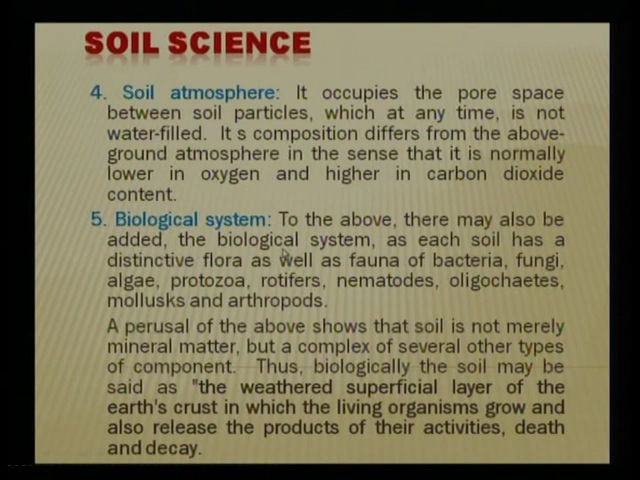 SOIL SCIENCE
4. Soil atmosphere: It occupies the pore space
between soil particles, which at any time, is not
water-filled. It s composition differs from the above-
ground atmosphere in the sense that it is normally
lower in oxygen and higher in carbon dioxide
content.
5. Biological system: To the above, there may also be
added, the biological system, as each soil has a
distinctive flora as well as fauna of bacteria, fungi,
algae, protozoa, rotifers, nematodes, oligochaetes,
mollusks and arthropods.
A perusal of the above shows that soil is not merely
mineral matter, but a complex of several other types
of component. Thus, biologically the soil may be
said as "the weathered superficial layer of the
earth's crust in which the living organisms grow and
also release the products of their activities, death
and decay.